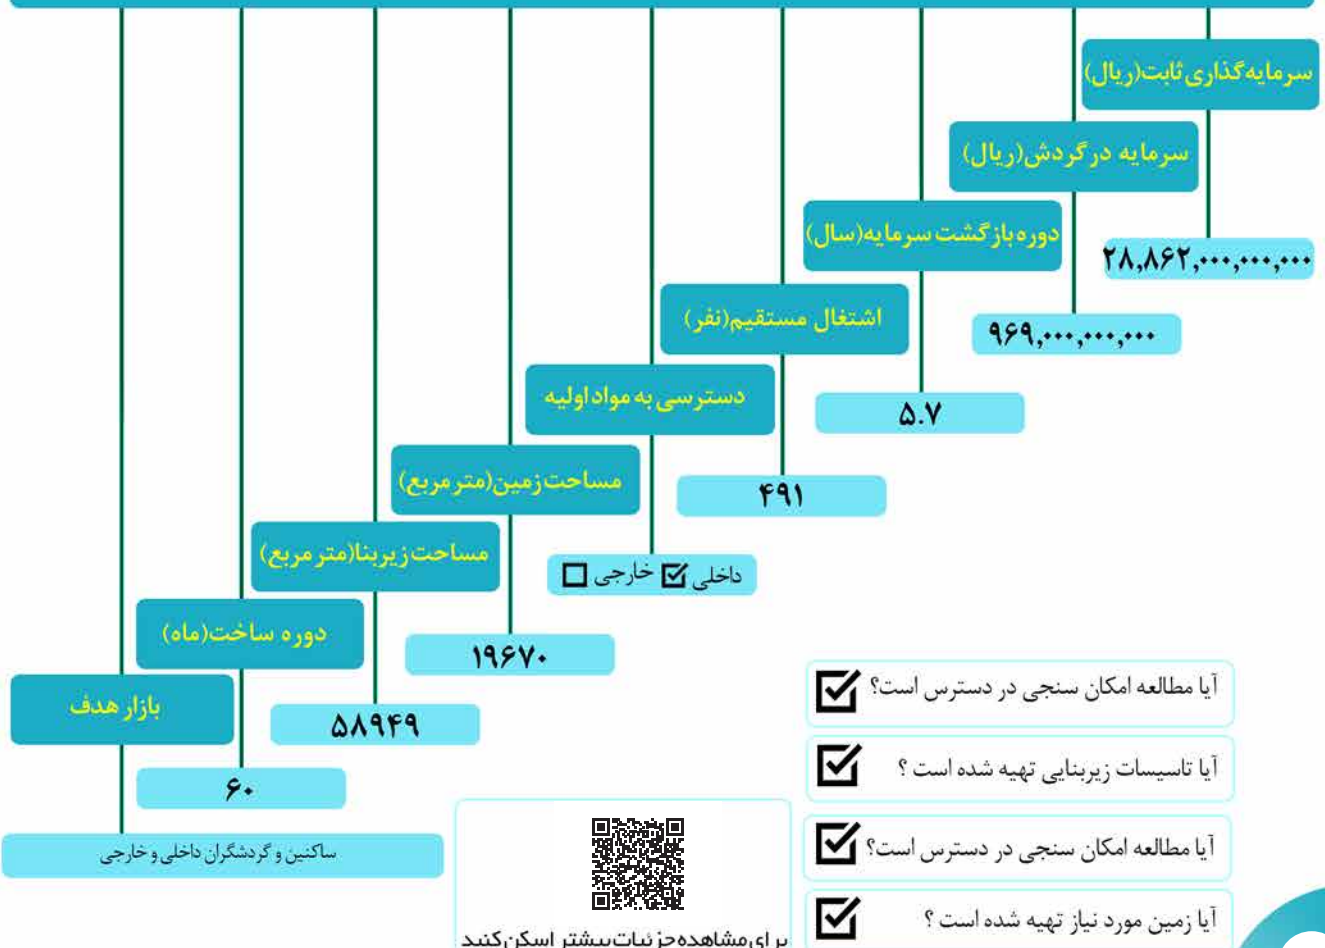 سرمایه‌گذاری ثابت(ریال)
۲۸,۸۶۲,۰۰۰,۰۰۰,۰۰۰
سرمایه در گردش(ریال)
۹۶۹,۰۰۰,۰۰۰,۰۰۰
دوره بازگشت سرمایه(سال)
۵.۷
اشتغال مستقیم(نفر)
۴۹۱
دسترسی به مواد اولیه
داخلی ☑ خارجی ☐
مساحت زمین(متر مربع)
۱۹۶۷۰
مساحت زیربنا(متر مربع)
۵۸۹۴۹
دوره ساخت(ماه)
۶۰
بازار هدف
ساکنین و گردشگران داخلی و خارجی
آیا مطالعه امکان سنجی در دسترس است؟ ☑
آیا تاسیسات زیربنایی تهیه شده است ؟ ☑
آیا مطالعه امکان سنجی در دسترس است؟ ☑
آیا زمین مورد نیاز تهیه شده است ؟ ☑
برای مشاهده جزئیات بیشتر اسکن کنید